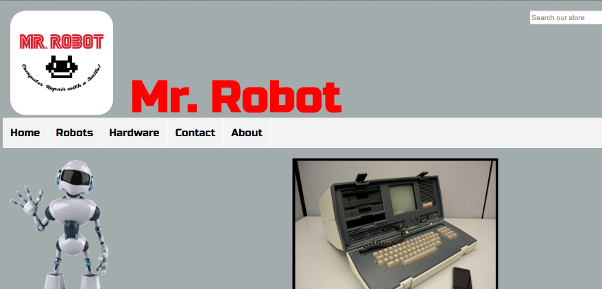 Search our store
MR. ROBOT
Computer Repair with a Smile!
Mr. Robot
Home Robots Hardware Contact About